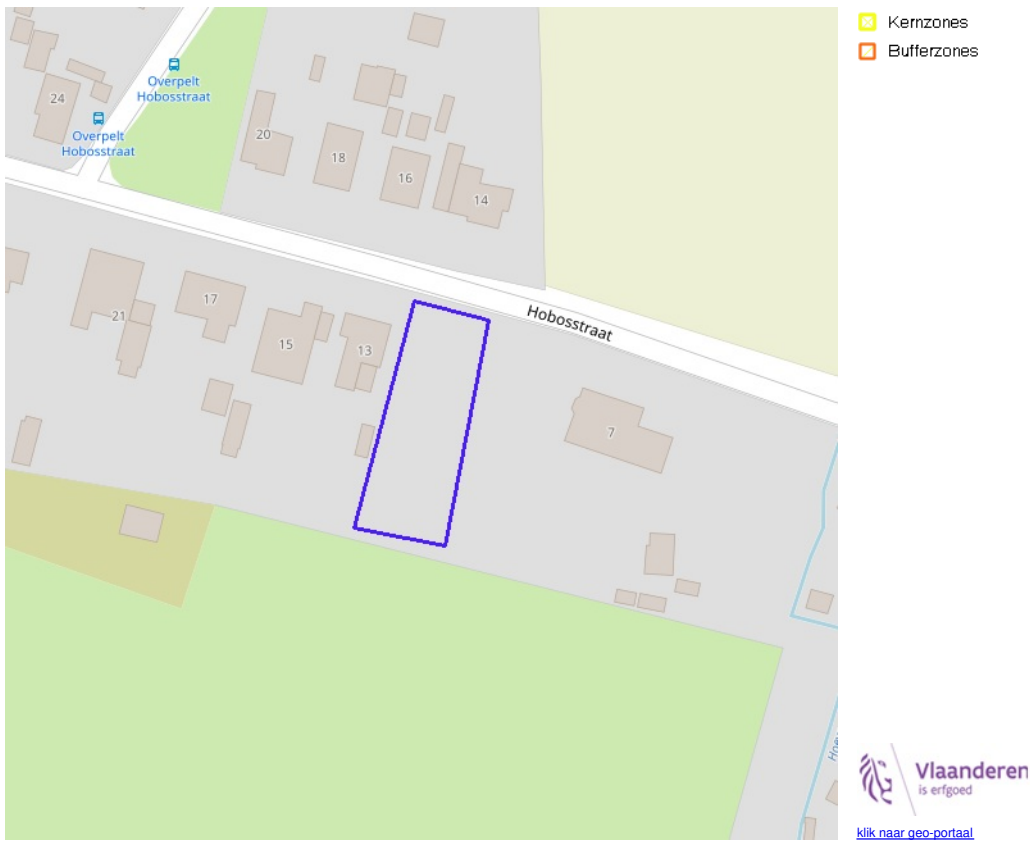 Kernzones
Bufferzones
Overpelt
Hobosstraat
24
Overpelt
Hobosstraat
20
18
16
14
17
21
15
13
Hobosstraat
7
Vlaanderen
is erfgoed
klik naar geo-portaal